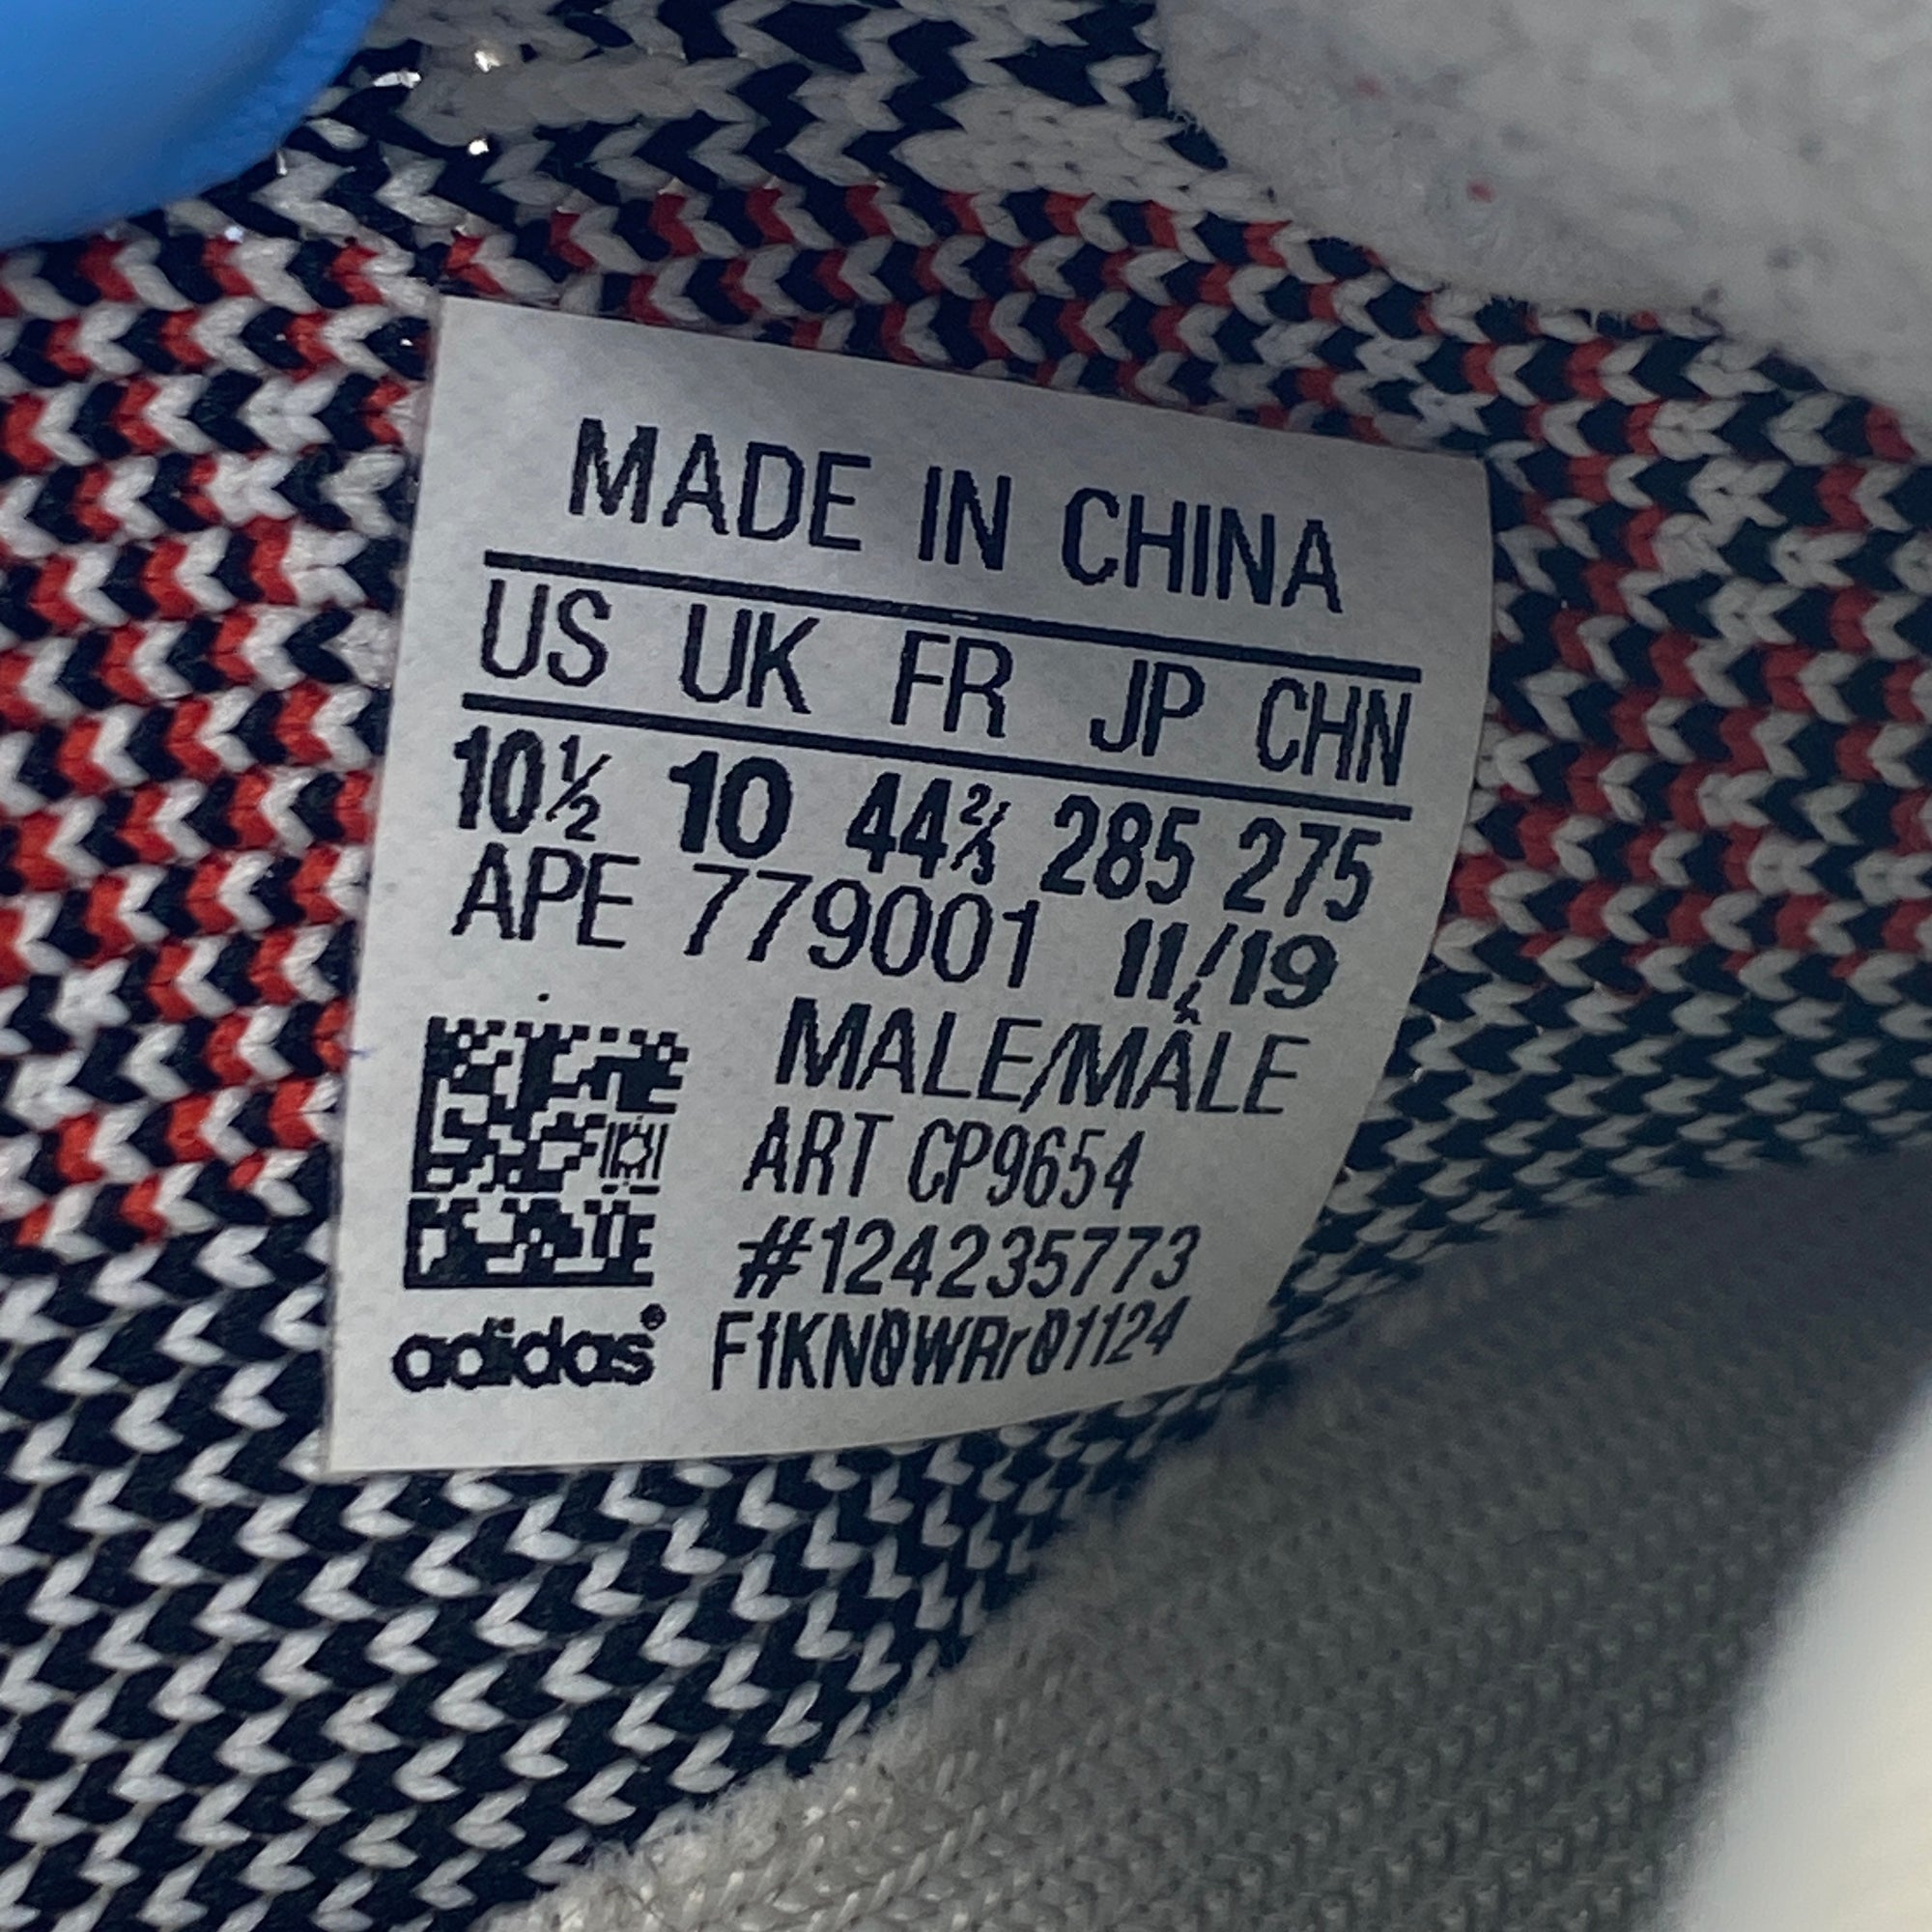 MADE IN CHINA
US UK FR JP CHN
10½ 10 44⅔ 285 275
APE 779001 11/19
MALE/MÂLE
ART CP9654
#124235773
adidas® FfKN0WRr01124